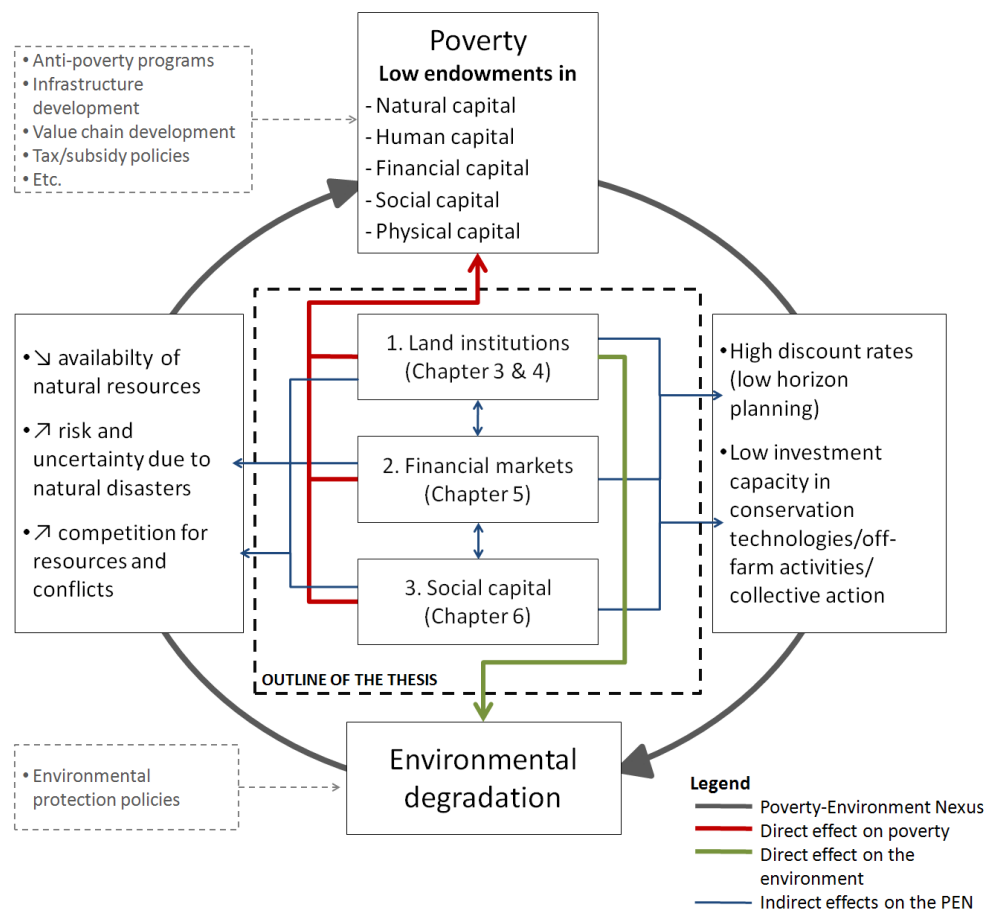 • Anti-poverty programs
• Infrastructure
development
• Value chain development
• Tax/subsidy policies
• Etc.
Poverty
Low endowments in
- Natural capital
- Human capital
- Financial capital
- Social capital
- Physical capital
• ↘ availabilty of
natural resources
• ↗ risk and
uncertainty due to
natural disasters
• ↗ competition for
resources and
conflicts
1. Land institutions
(Chapter 3 & 4)
2. Financial markets
(Chapter 5)
3. Social capital
(Chapter 6)
OUTLINE OF THE THESIS
• High discount rates
(low horizon
planning)
• Low investment
capacity in
conservation
technologies/off-
farm activities/
collective action
• Environmental
protection policies
Environmental
degradation
Legend
Poverty-Environment Nexus
Direct effect on poverty
Direct effect on the
environment
Indirect effects on the PEN